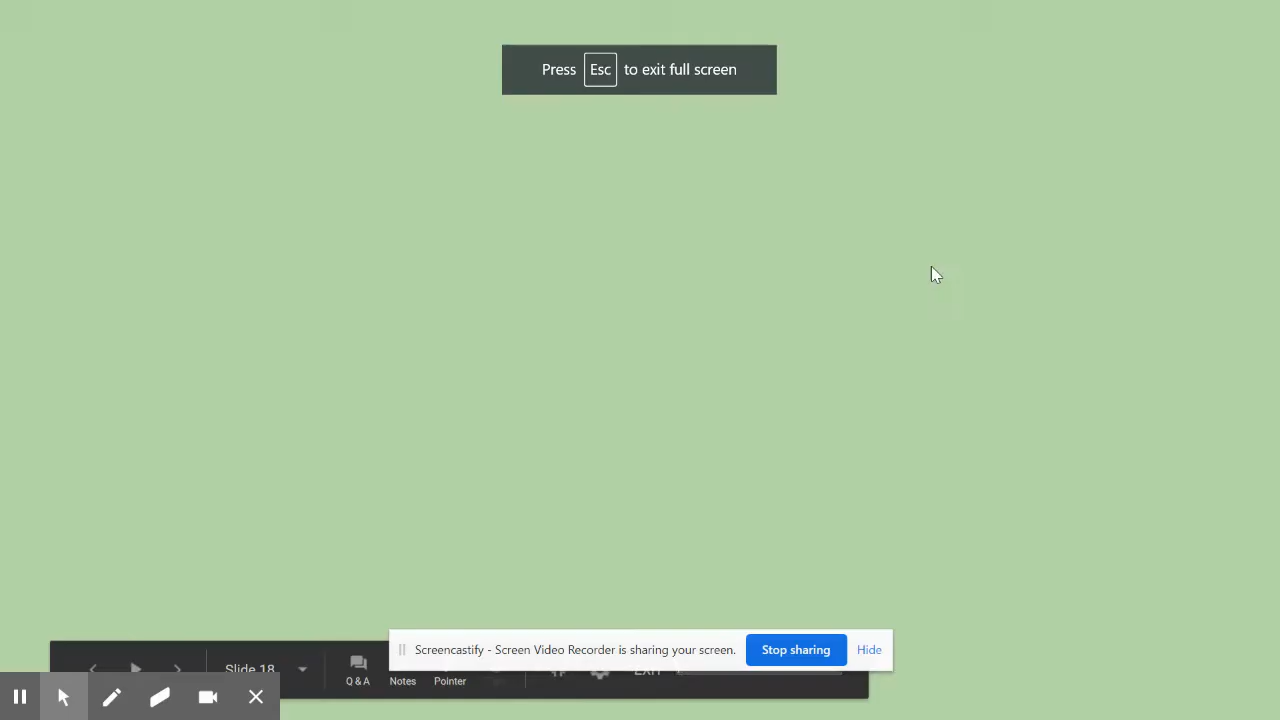 Press Esc to exit full screen
Screencastify - Screen Video Recorder is sharing your screen.
Stop sharing
Hide
Slide 18
EXIT
Q & A
Notes
Pointer